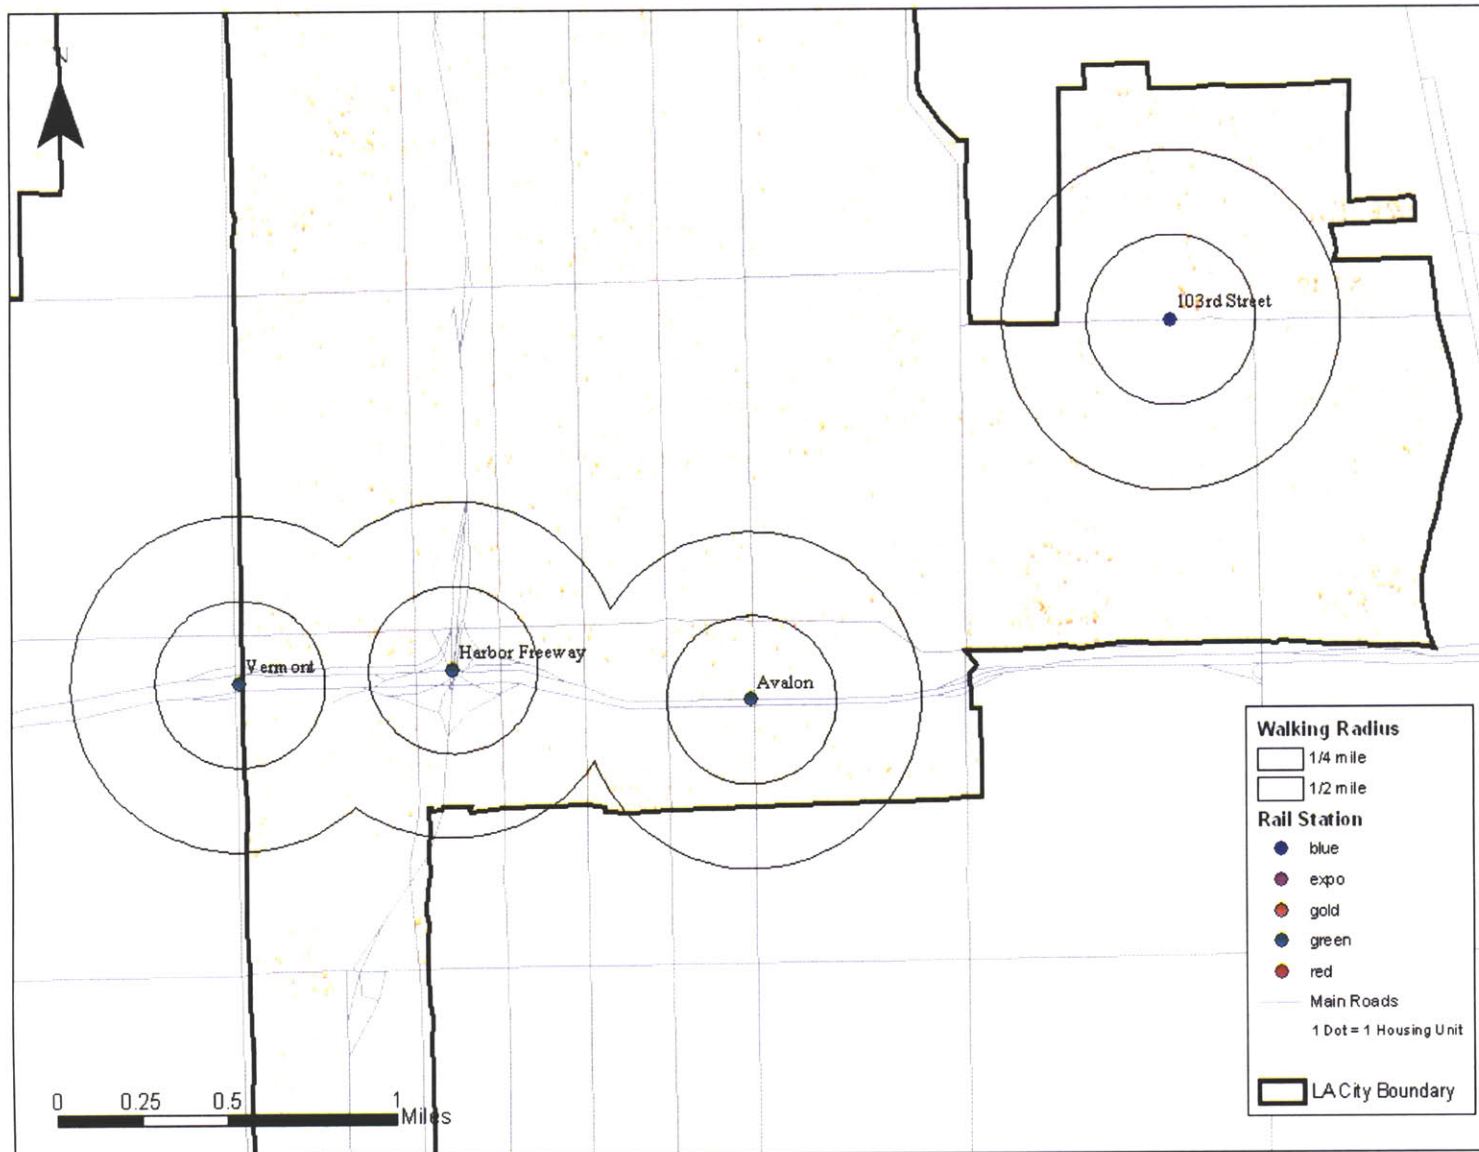 N
103rd Street
Vermont
Harbor Freeway
Avalon
Walking Radius
1/4 mile
1/2 mile
Rail Station
blue
expo
gold
green
red
Main Roads
1 Dot = 1 Housing Unit
LA City Boundary
0 0.25 0.5 1
Miles